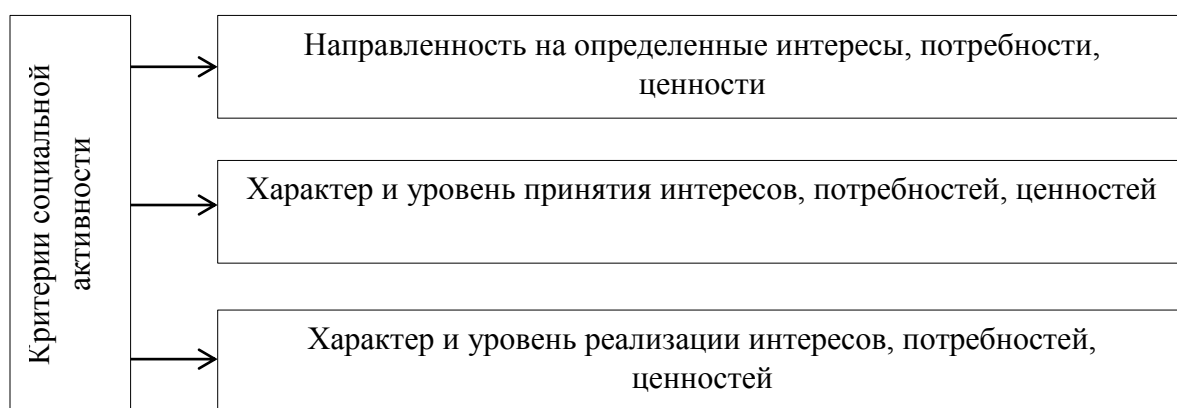 Критерии социальной
активности
Направленность на определенные интересы, потребности,
ценности
Характер и уровень принятия интересов, потребностей, ценностей
Характер и уровень реализации интересов, потребностей,
ценностей